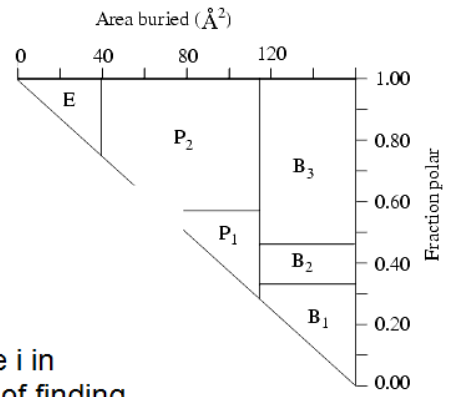 Area buried (Å²)
0 40 80 120
1.00
E
P₂
0.80
B₃
0.60
P₁
Fraction polar
B₂
0.40
B₁
0.20
0.00
e i in
of finding